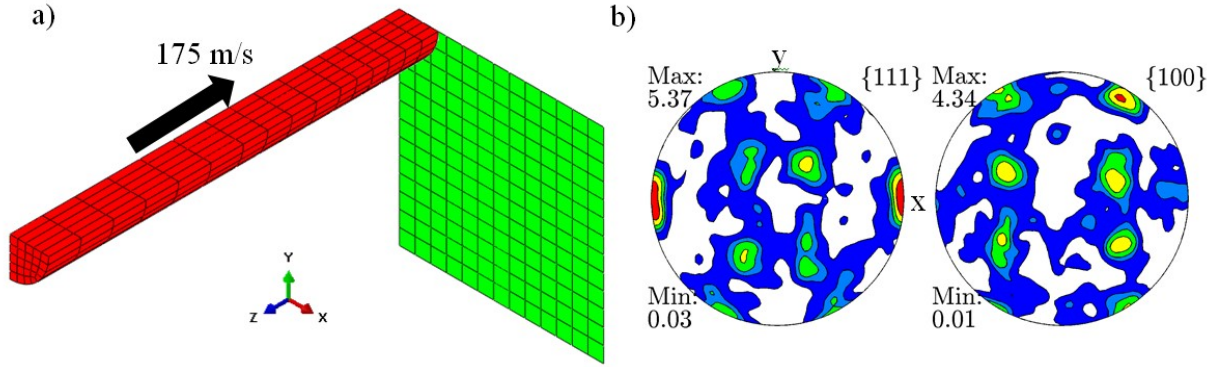 a)
175 m/s
Y
Z
X
b)
Y
Max:
5.37
{111}
Max:
4.34
{100}
X
Min:
0.03
Min:
0.01